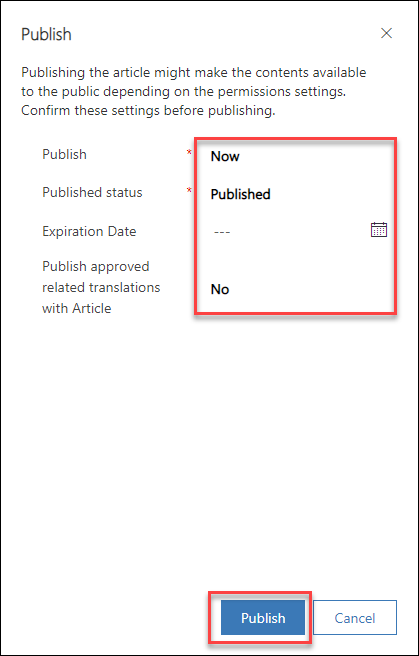 Publish
Publishing the article might make the contents available
to the public depending on the permissions settings.
Confirm these settings before publishing.
Publish * Now
Published status * Published
Expiration Date ---
Publish approved
related translations
with Article
No
Publish Cancel